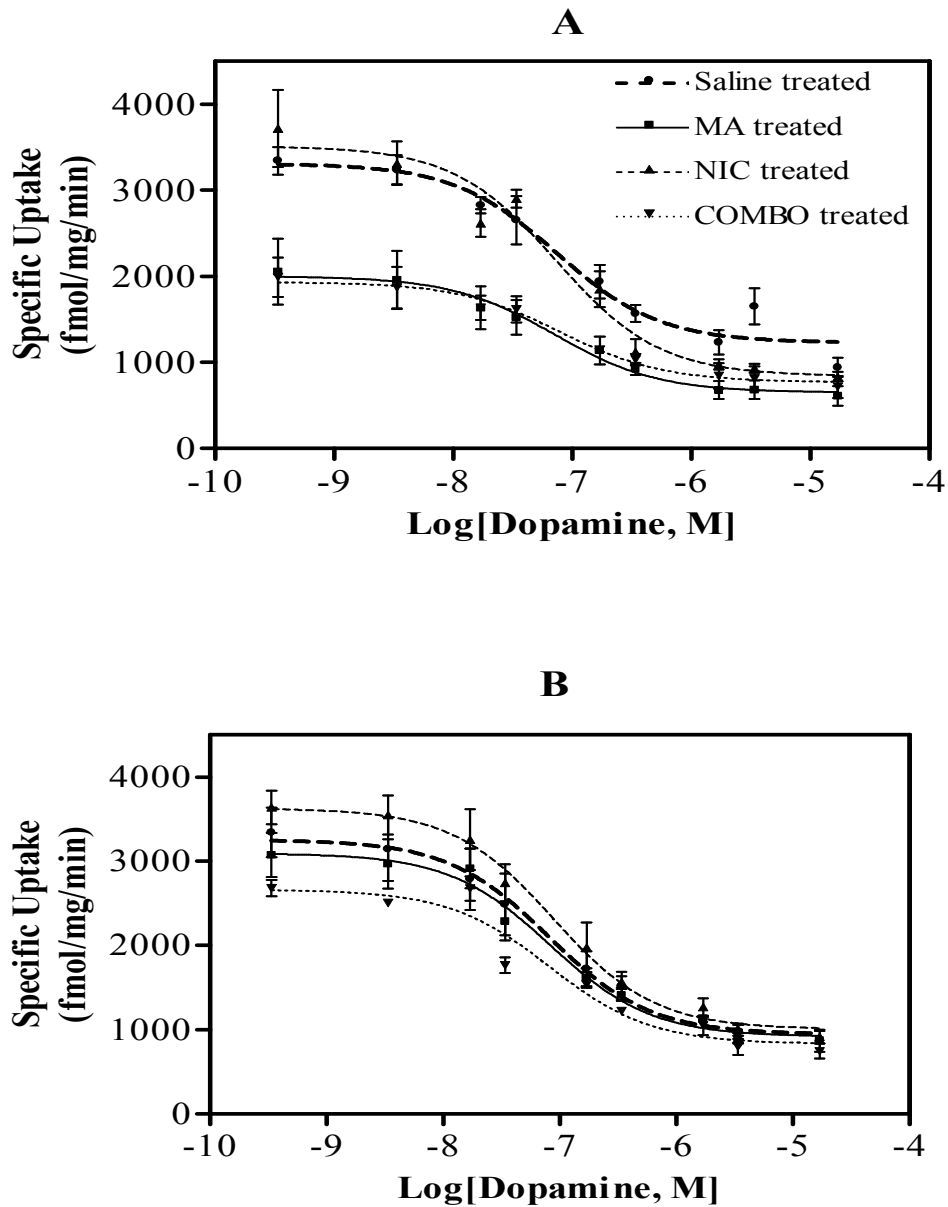 A
Specific Uptake
(fmol/mg/min)
4000
3000
2000
1000
0
Saline treated
MA treated
NIC treated
COMBO treated
-10 -9 -8 -7 -6 -5 -4
Log[Dopamine, M]
B
Specific Uptake
(fmol/mg/min)
4000
3000
2000
1000
0
-10 -9 -8 -7 -6 -5 -4
Log[Dopamine, M]